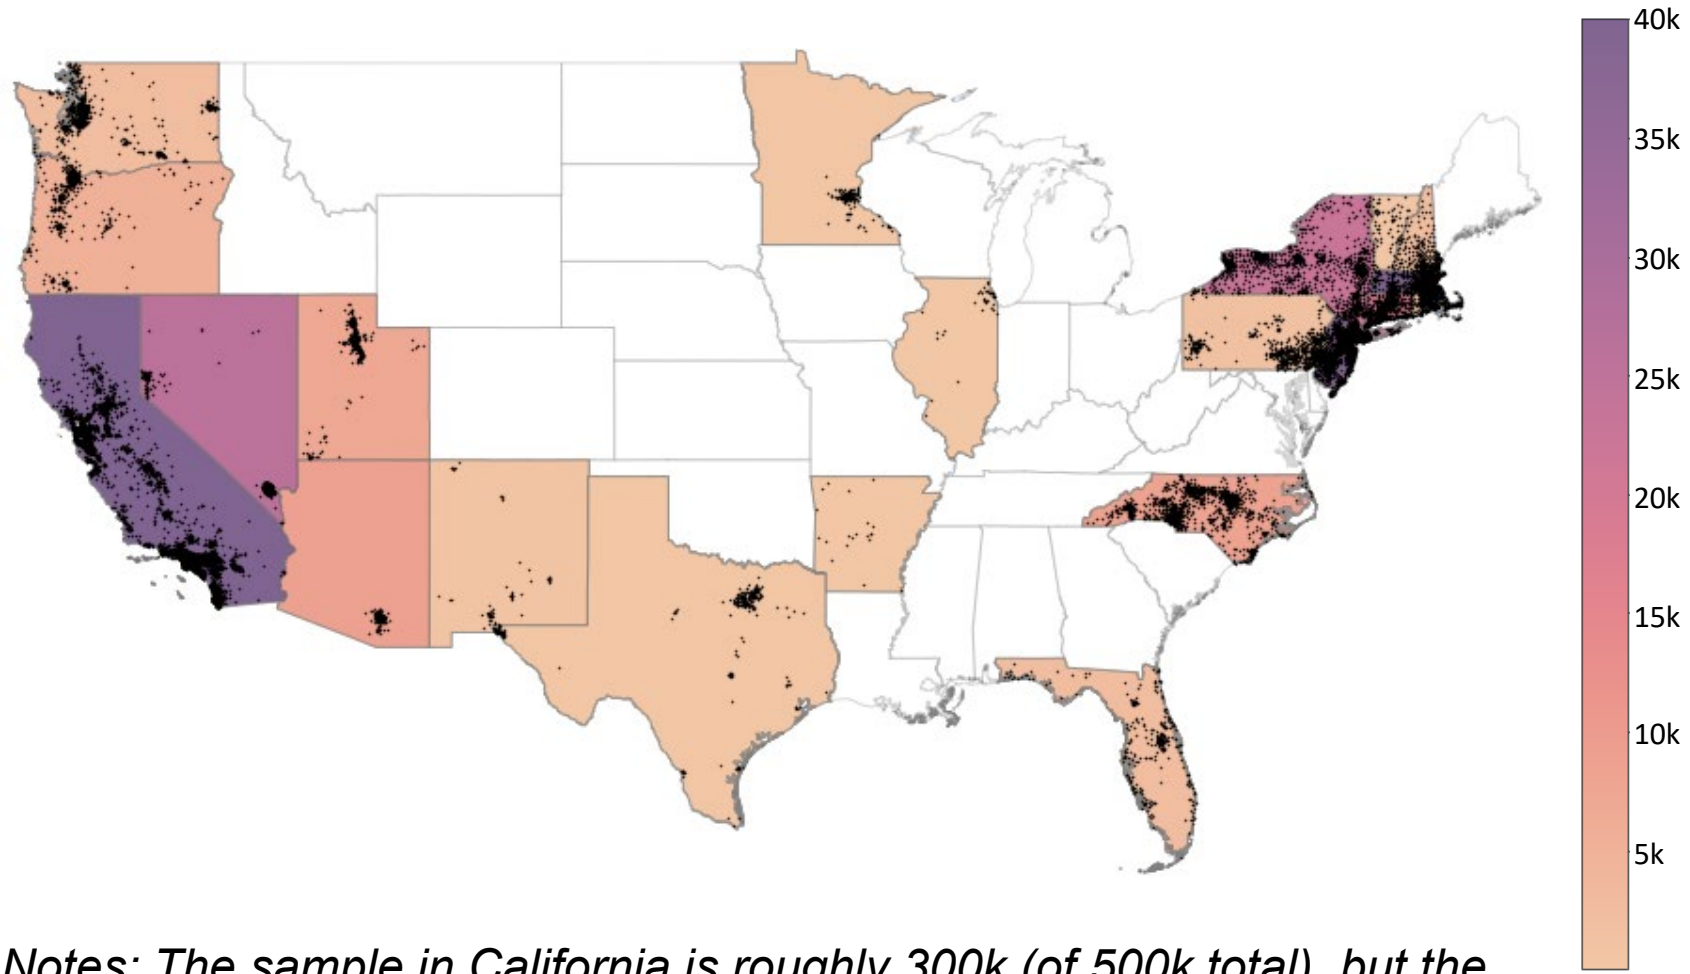 40k
35k
30k
25k
20k
15k
10k
5k
Notes: The sample in California is roughly 300k (of 500k total), but the